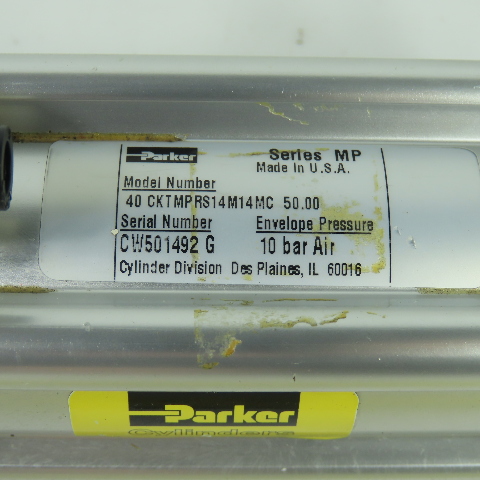 Parker Series MP
Made In U.S.A.
Model Number
40 CKTMPRS14M14MC 50.00
Serial Number Envelope Pressure
CW501492 G 10 bar Air
Cylinder Division Des Plaines, IL 60016
Parker
Cylinders